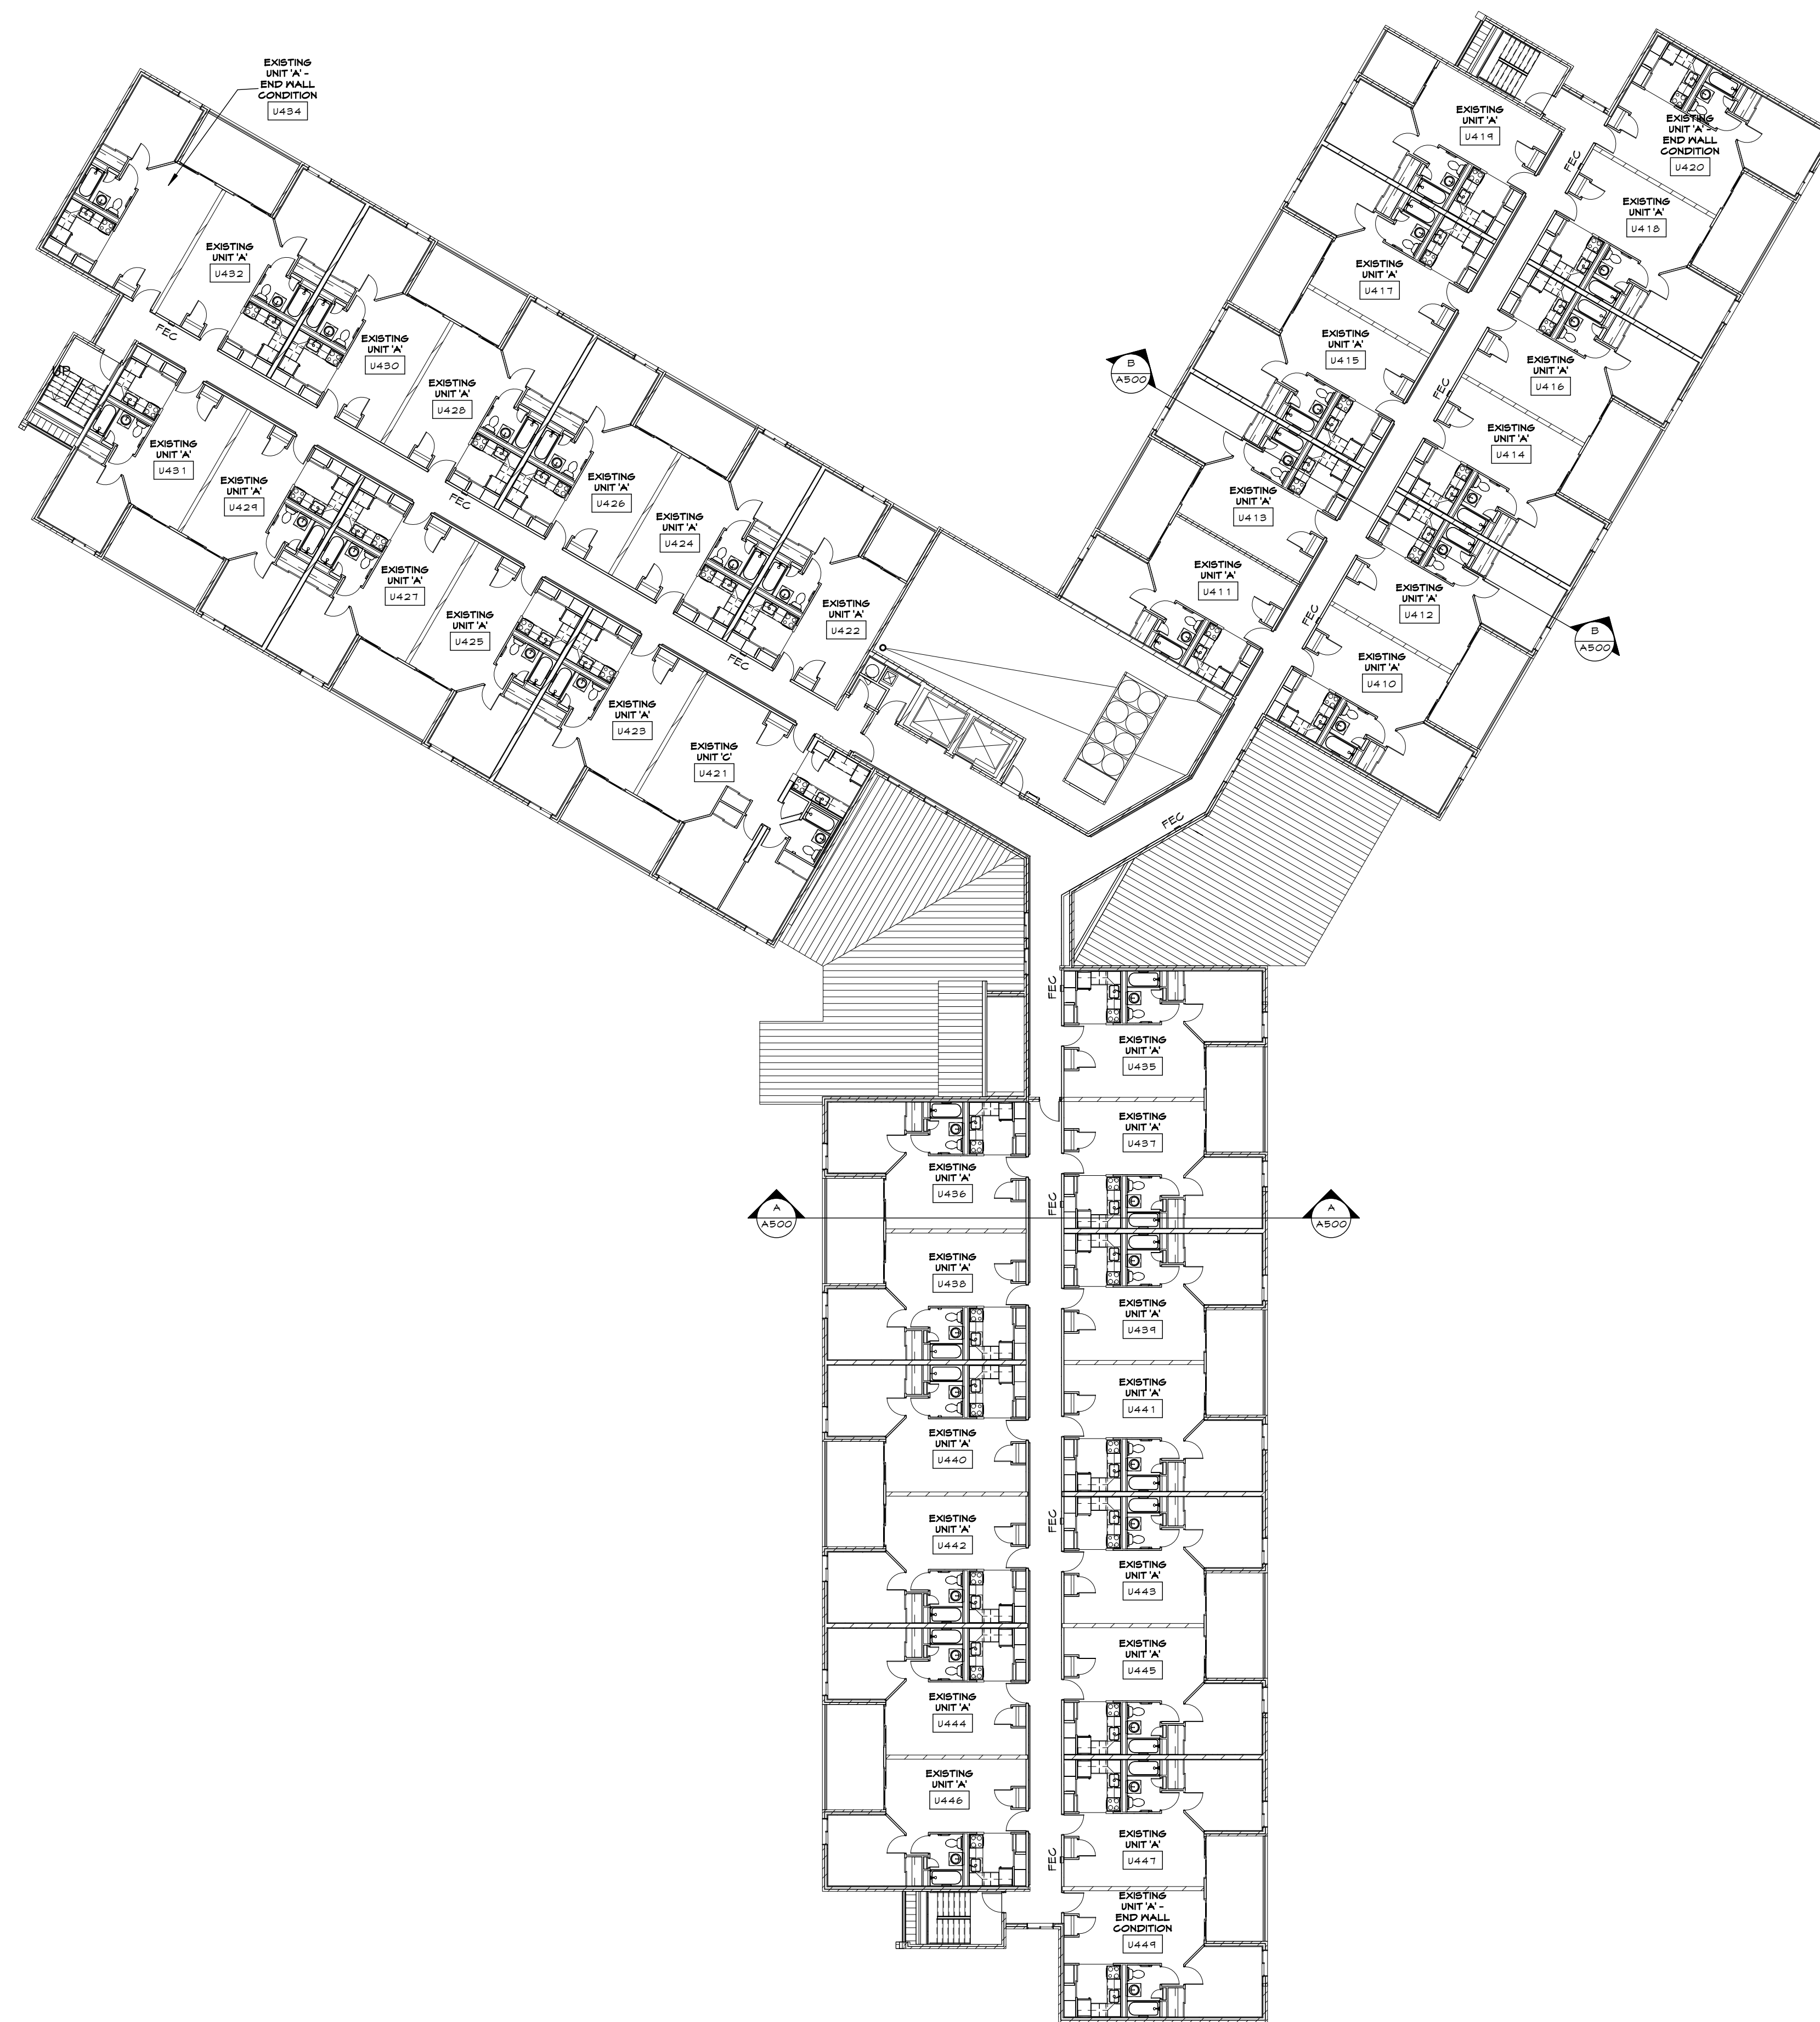 EXISTING
UNIT 'A' -
END WALL
CONDITION
U434
EXISTING
UNIT 'A'
U432
FEC
EXISTING
UNIT 'A'
U430
EXISTING
UNIT 'A'
U428
FEC
EXISTING
UNIT 'A'
U426
EXISTING
UNIT 'A'
U424
FEC
EXISTING
UNIT 'A'
U422
UP
EXISTING
UNIT 'A'
U431
EXISTING
UNIT 'A'
U429
EXISTING
UNIT 'A'
U427
EXISTING
UNIT 'A'
U425
EXISTING
UNIT 'A'
U423
EXISTING
UNIT 'C'
U421
EXISTING
UNIT 'A'
U419
FEC
EXISTING
UNIT 'A' -
END WALL
CONDITION
U420
EXISTING
UNIT 'A'
U418
EXISTING
UNIT 'A'
U417
EXISTING
UNIT 'A'
U415
EXISTING
UNIT 'A'
U416
B
A500
FEC
EXISTING
UNIT 'A'
U414
EXISTING
UNIT 'A'
U413
EXISTING
UNIT 'A'
U411
EXISTING
UNIT 'A'
U412
FEC
B
A500
EXISTING
UNIT 'A'
U410
FEC
FEC
EXISTING
UNIT 'A'
U435
EXISTING
UNIT 'A'
U437
EXISTING
UNIT 'A'
U436
FEC
A
A500
A
A500
EXISTING
UNIT 'A'
U438
EXISTING
UNIT 'A'
U439
EXISTING
UNIT 'A'
U441
EXISTING
UNIT 'A'
U440
EXISTING
UNIT 'A'
U442
FEC
EXISTING
UNIT 'A'
U443
EXISTING
UNIT 'A'
U445
EXISTING
UNIT 'A'
U444
EXISTING
UNIT 'A'
U446
EXISTING
UNIT 'A'
U447
FEC
EXISTING
UNIT 'A' -
END WALL
CONDITION
U449